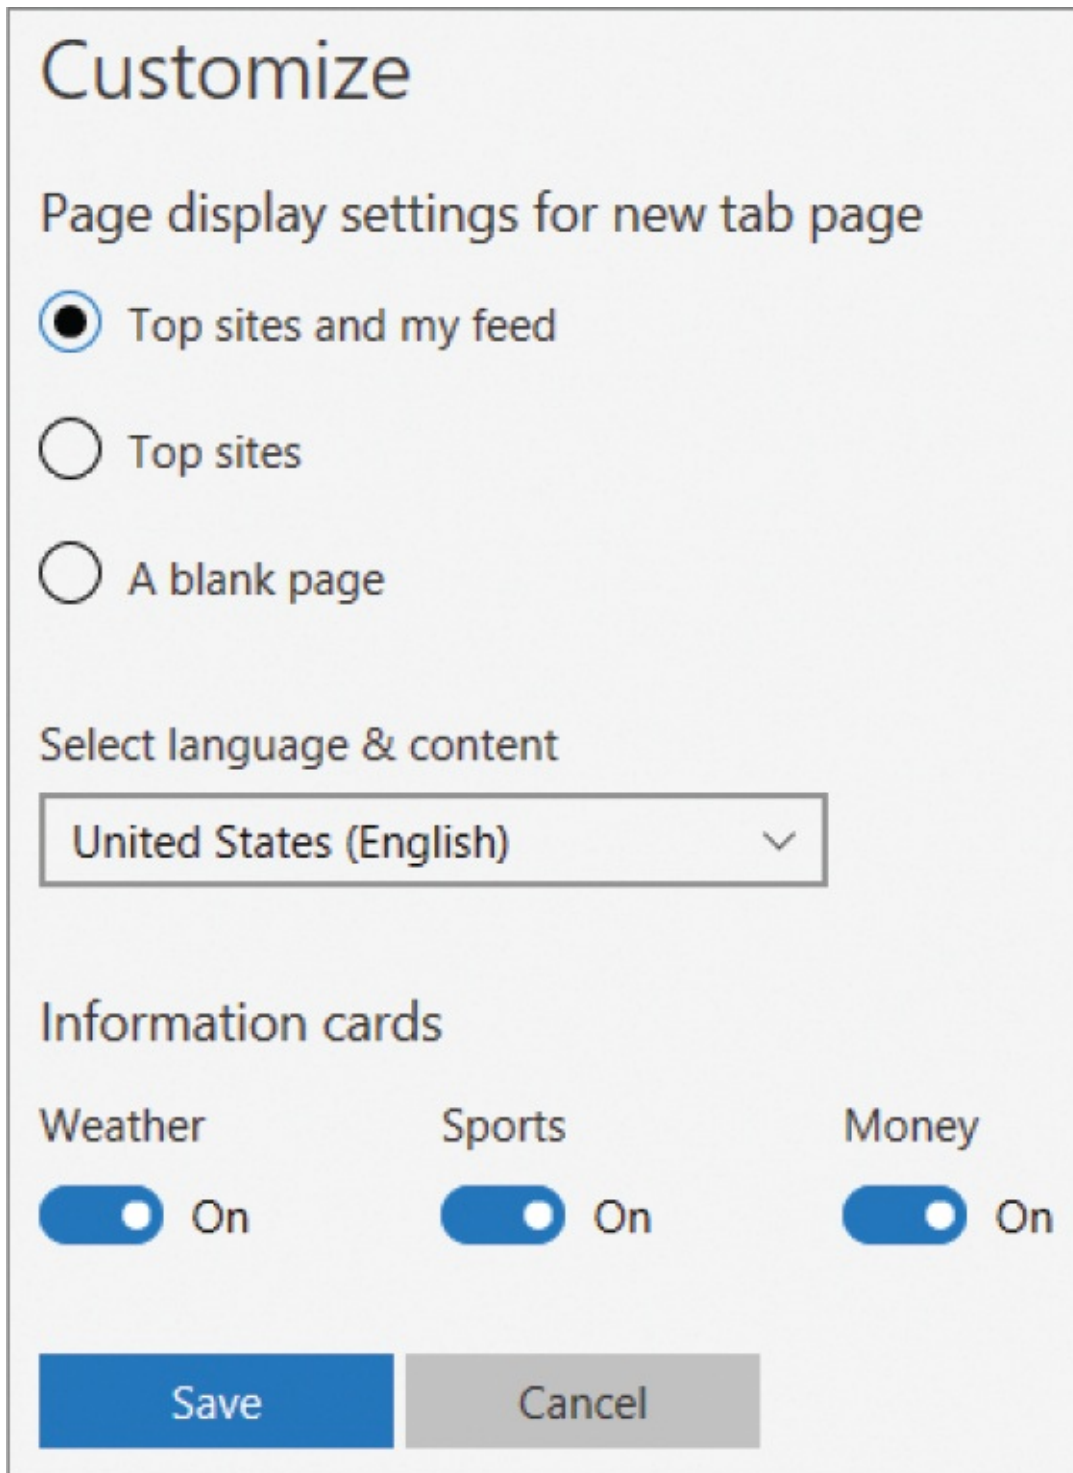 Customize
Page display settings for new tab page
Top sites and my feed
Top sites
A blank page
Select language & content
United States (English)
Information cards
Weather Sports Money
On On On
Save Cancel